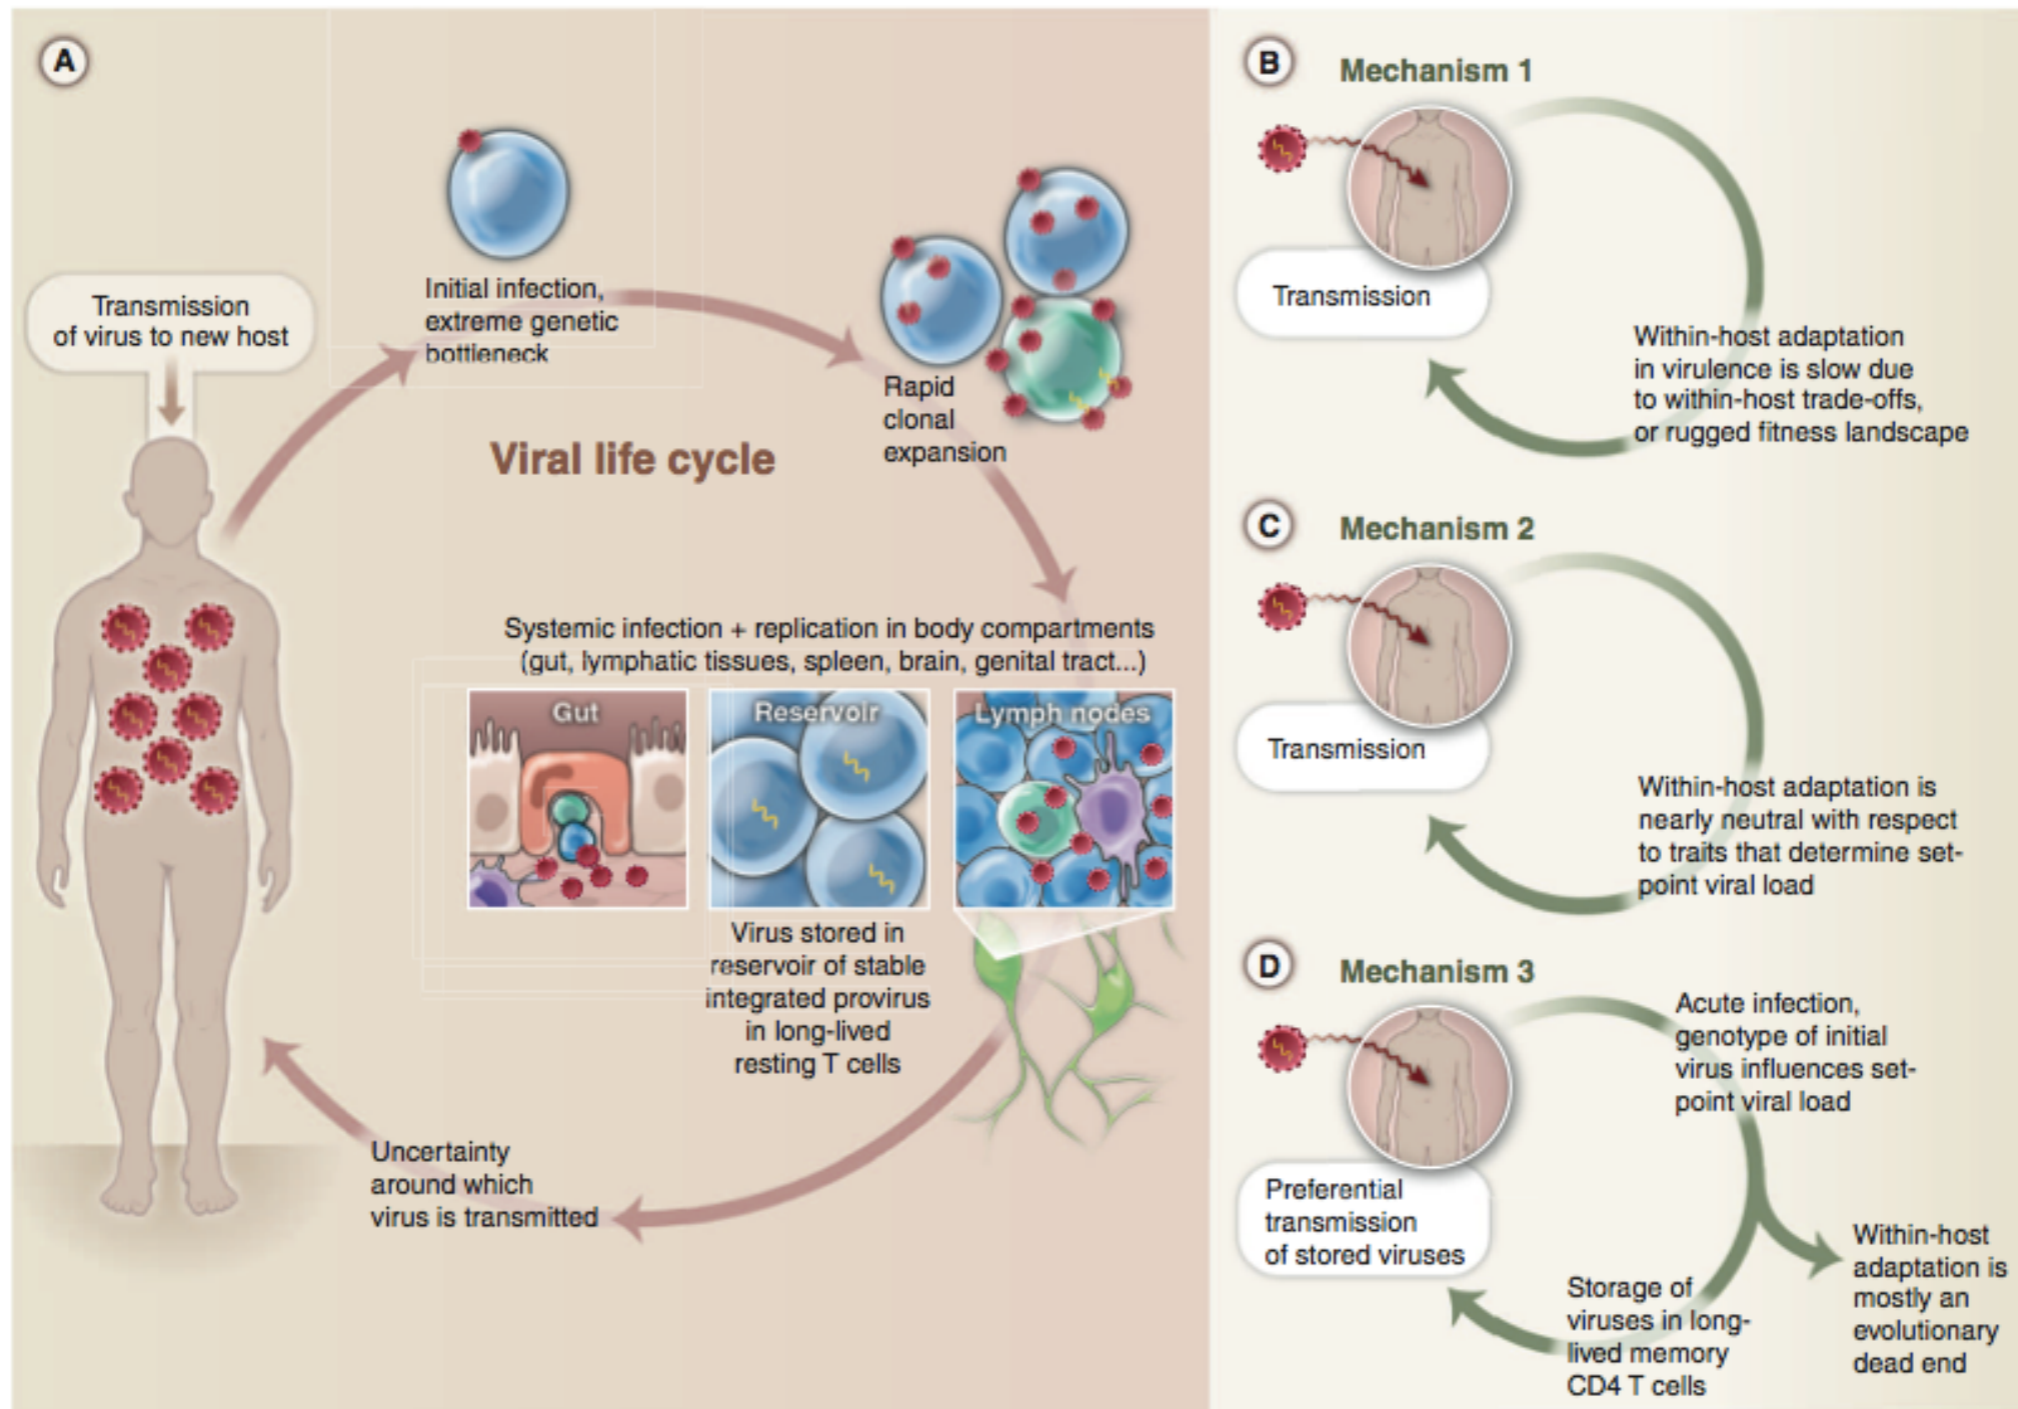 A
Transmission
of virus to new host
Initial infection,
extreme genetic
bottleneck
Rapid
clonal
expansion
Viral life cycle
Systemic infection + replication in body compartments
(gut, lymphatic tissues, spleen, brain, genital tract...)
Gut
Reservoir
Lymph nodes
Virus stored in
reservoir of stable
integrated provirus
in long-lived
resting T cells
Uncertainty
around which
virus is transmitted
B
Mechanism 1
Transmission
Within-host adaptation
in virulence is slow due
to within-host trade-offs,
or rugged fitness landscape
C
Mechanism 2
Transmission
Within-host adaptation is
nearly neutral with respect
to traits that determine set-
point viral load
D
Mechanism 3
Acute infection,
genotype of initial
virus influences set-
point viral load
Preferential
transmission
of stored viruses
Storage of
viruses in long-
lived memory
CD4 T cells
Within-host
adaptation is
mostly an
evolutionary
dead end